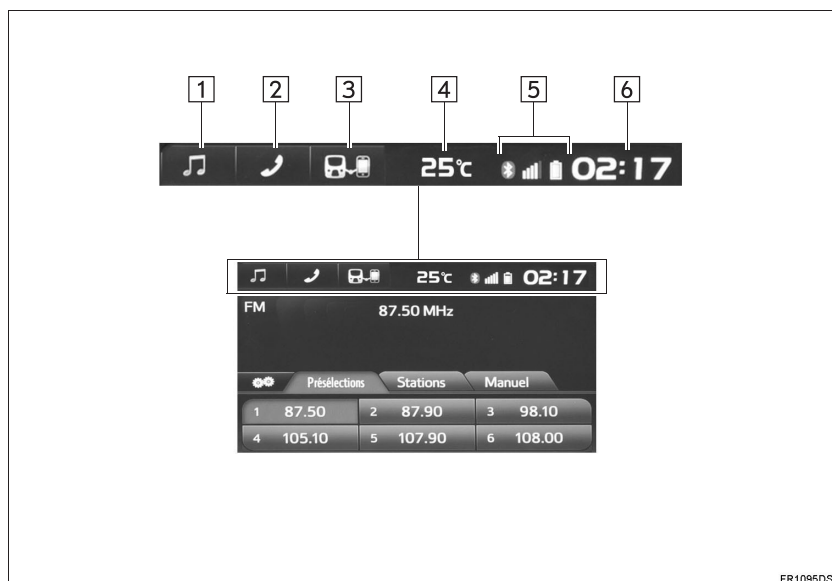 1 2 3 4 5 6
25℃ 02:17
25℃ 02:17
FM 87.50 MHz
Présélections Stations Manuel
1 87.50 2 87.90 3 98.10
4 105.10 5 107.90 6 108.00
FR1095DS